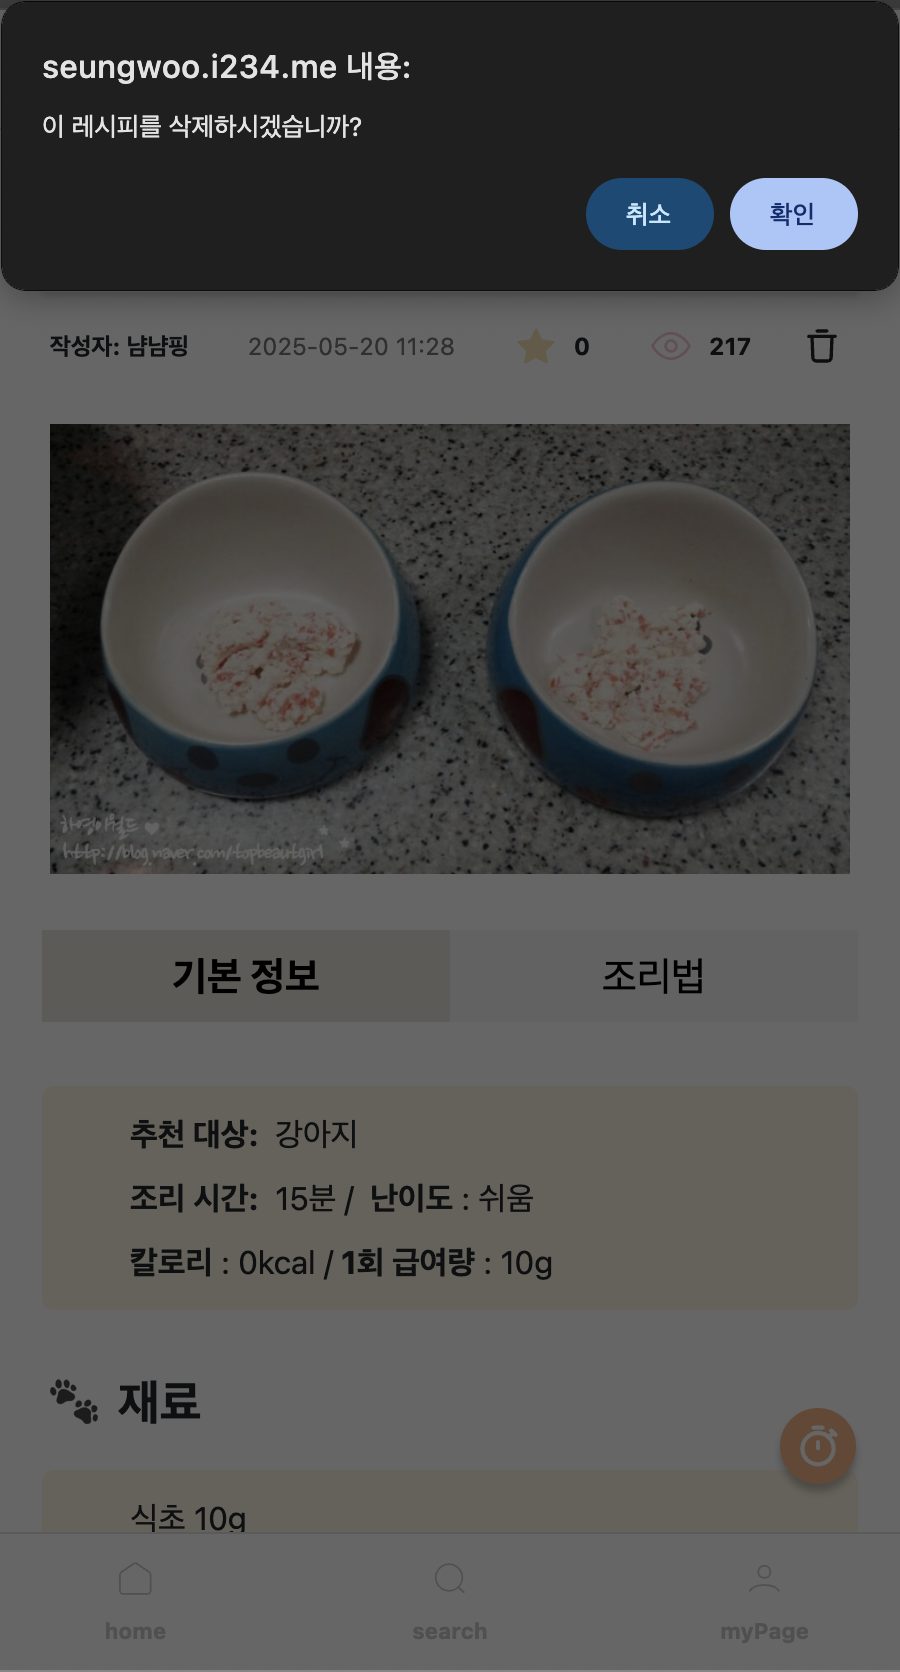 seungwoo.i234.me 내용:
이 레시피를 삭제하시겠습니까?
취소 확인
작성자: 냠냠핑 2025-05-20 11:28 0 217
하영이월드
http://blog.naver.com/topbeautgirl
기본 정보 조리법
추천 대상: 강아지
조리 시간: 15분 / 난이도 : 쉬움
칼로리 : 0kcal / 1회 급여량 : 10g
재료
식초 10g
home search myPage